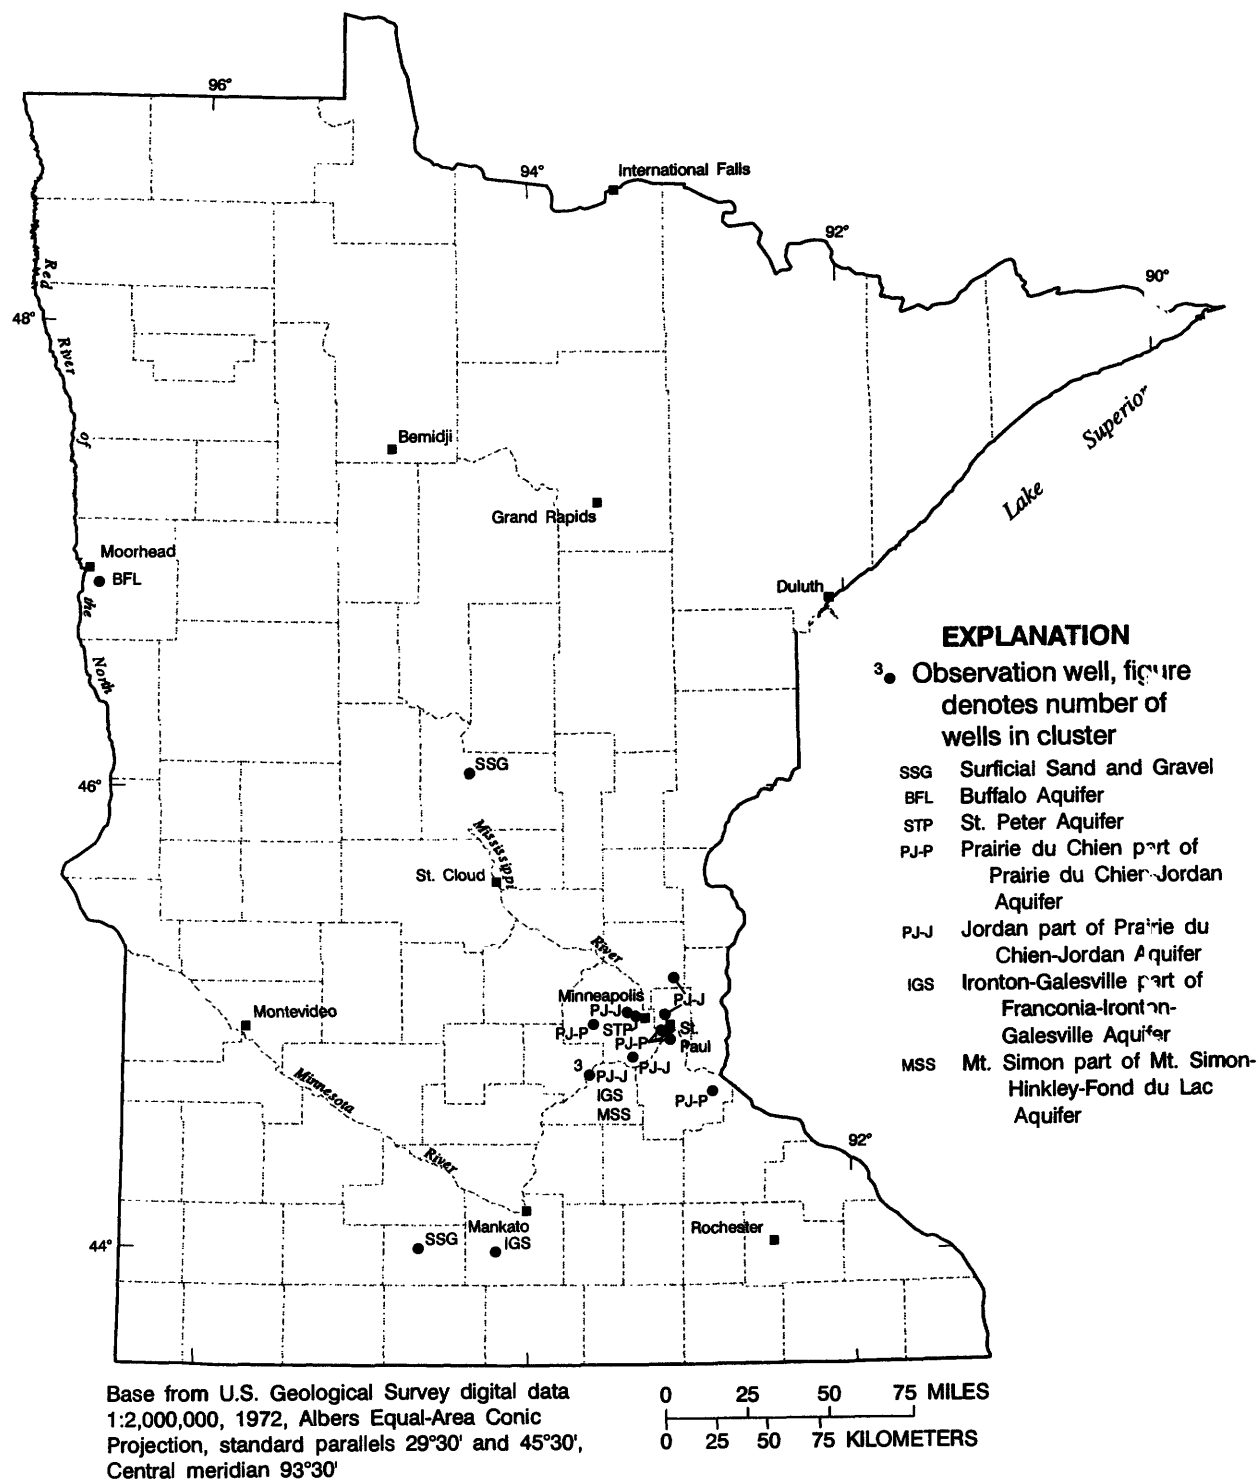 96°
94°
International Falls
92°
90°
48°
Red
River
of
the
North
Lake
Superior
Bemidji
Grand Rapids
Moorhead
BFL
Duluth
EXPLANATION
3 Observation well, figure
denotes number of
wells in cluster
SSG Surficial Sand and Gravel
BFL Buffalo Aquifer
STP St. Peter Aquifer
PJ-P Prairie du Chien part of
Prairie du Chien-Jordan
Aquifer
PJ-J Jordan part of Prairie du
Chien-Jordan Aquifer
IGS Ironton-Galesville part of
Franconia-Ironton-
Galesville Aquifer
MSS Mt. Simon part of Mt. Simon-
Hinkley-Fond du Lac
Aquifer
46°
SSG
Mississippi
River
St. Cloud
Minneapolis
PJ-J
PJ-J
PJ-P
STP
PJ-P
St.
Paul
PJ-J
3
PJ-J
IGS
MSS
PJ-P
Montevideo
Minnesota
River
92°
Mankato
Rochester
44°
SSG
IGS
Base from U.S. Geological Survey digital data
1:2,000,000, 1972, Albers Equal-Area Conic
Projection, standard parallels 29°30' and 45°30',
Central meridian 93°30'
0 25 50 75 MILES
0 25 50 75 KILOMETERS